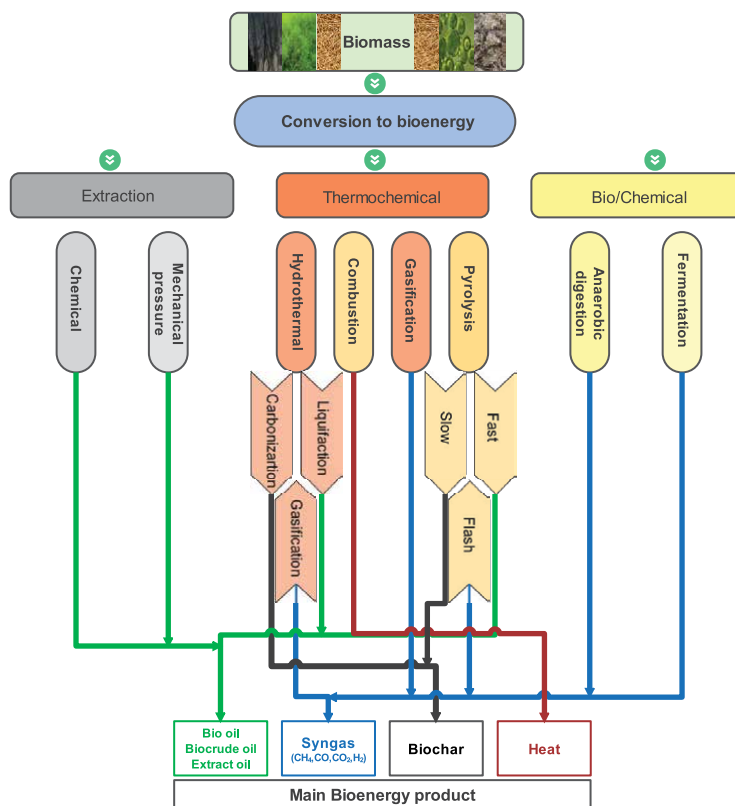 Biomass
Conversion to bioenergy
Extraction
Thermochemical
Bio/Chemical
Chemical
Mechanical
pressure
Hydrothermal
Combustion
Gasification
Pyrolysis
Anaerobic
digestion
Fermentation
Carbonizartion
Liquifaction
Slow
Fast
Gasification
Flash
Bio oil
Biocrude oil
Extract oil
Syngas
(CH₄,CO,CO₂,H₂)
Biochar
Heat
Main Bioenergy product